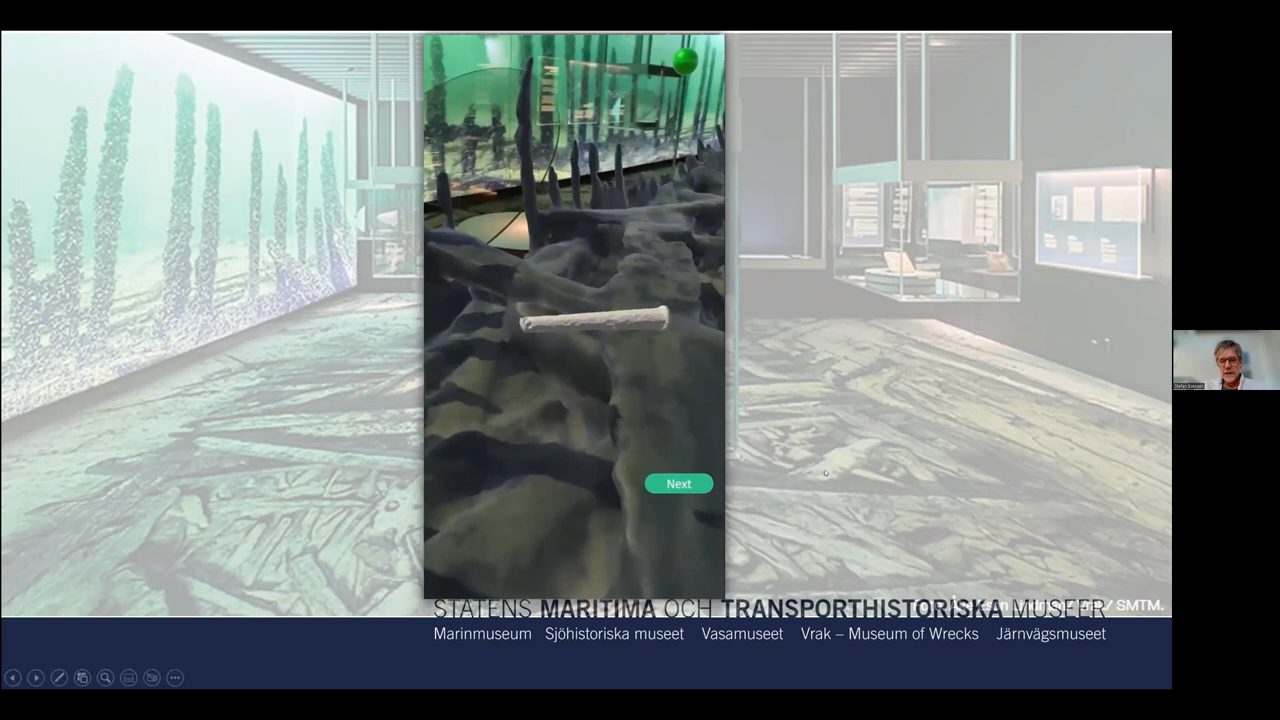 Next
STATENS MARITIMA OCH TRANSPORTHISTORISKA MUSEER
/ SMTM.
Marinmuseum Sjöhistoriska museet Vasamuseet Vrak – Museum of Wrecks Järnvägsmuseet